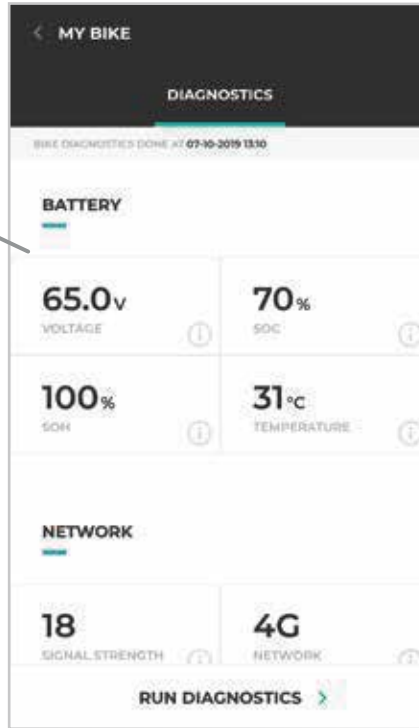 < MY BIKE
DIAGNOSTICS
BIKE DIAGNOSTICS DONE AT 07-10-2019 13:10
BATTERY
65.0V 70%
VOLTAGE SOC
100% 31°C
SOH TEMPERATURE
NETWORK
18 4G
SIGNAL STRENGTH NETWORK
RUN DIAGNOSTICS >